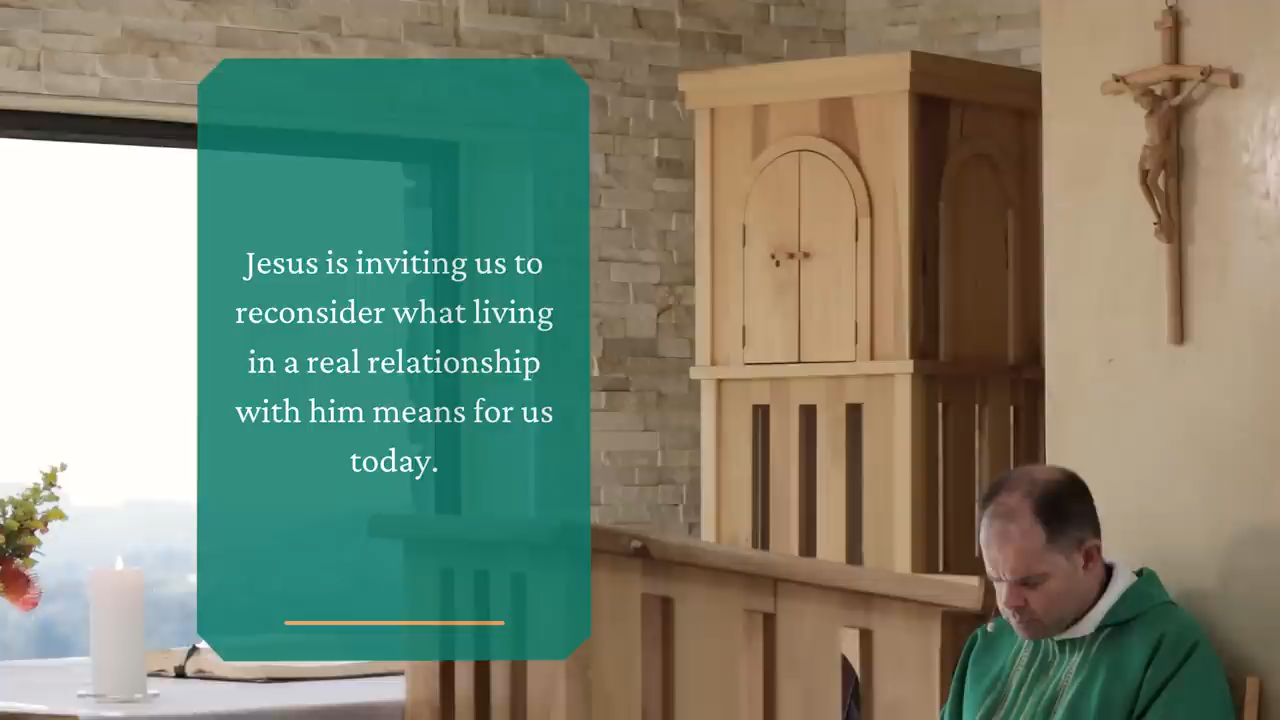 Jesus is inviting us to
reconsider what living
in a real relationship
with him means for us
today.